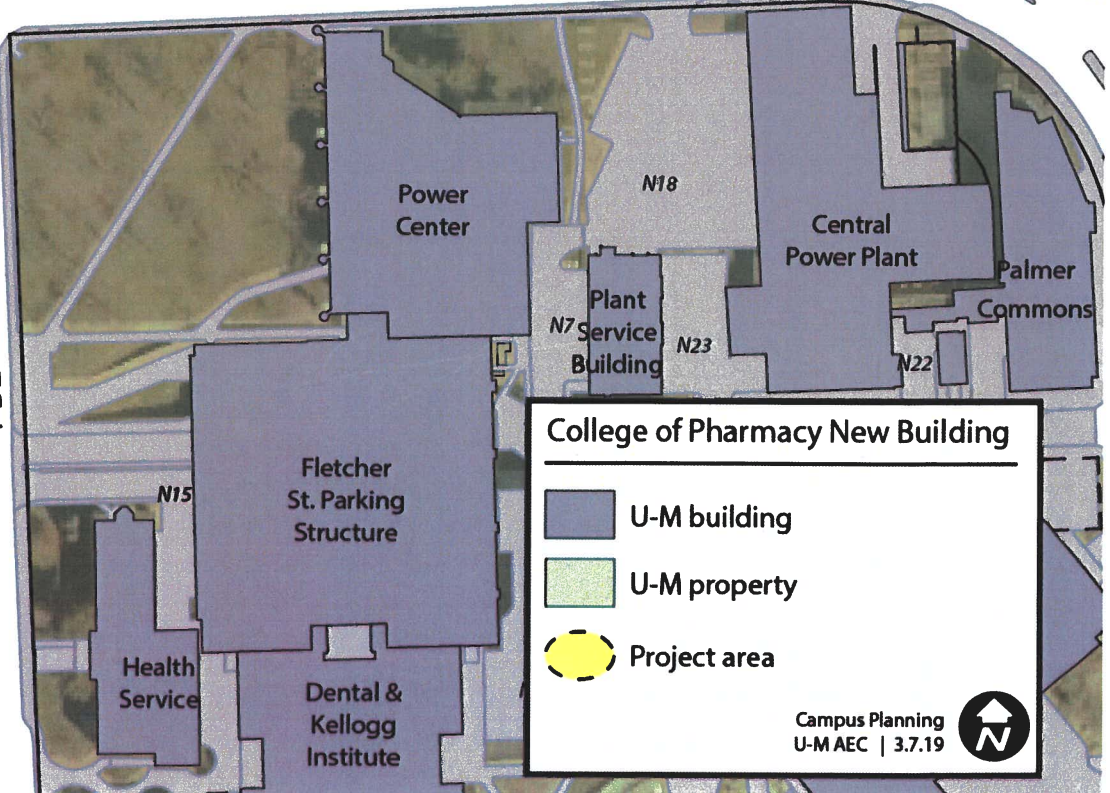 Power
Center
N18
Central
Power Plant
Palmer
Commons
Plant
Service
Building
N7
N23
N22
Fletcher
St. Parking
Structure
N15
Health
Service
Dental &
Kellogg
Institute
College of Pharmacy New Building
U-M building
U-M property
Project area
Campus Planning
U-M AEC | 3.7.19
N